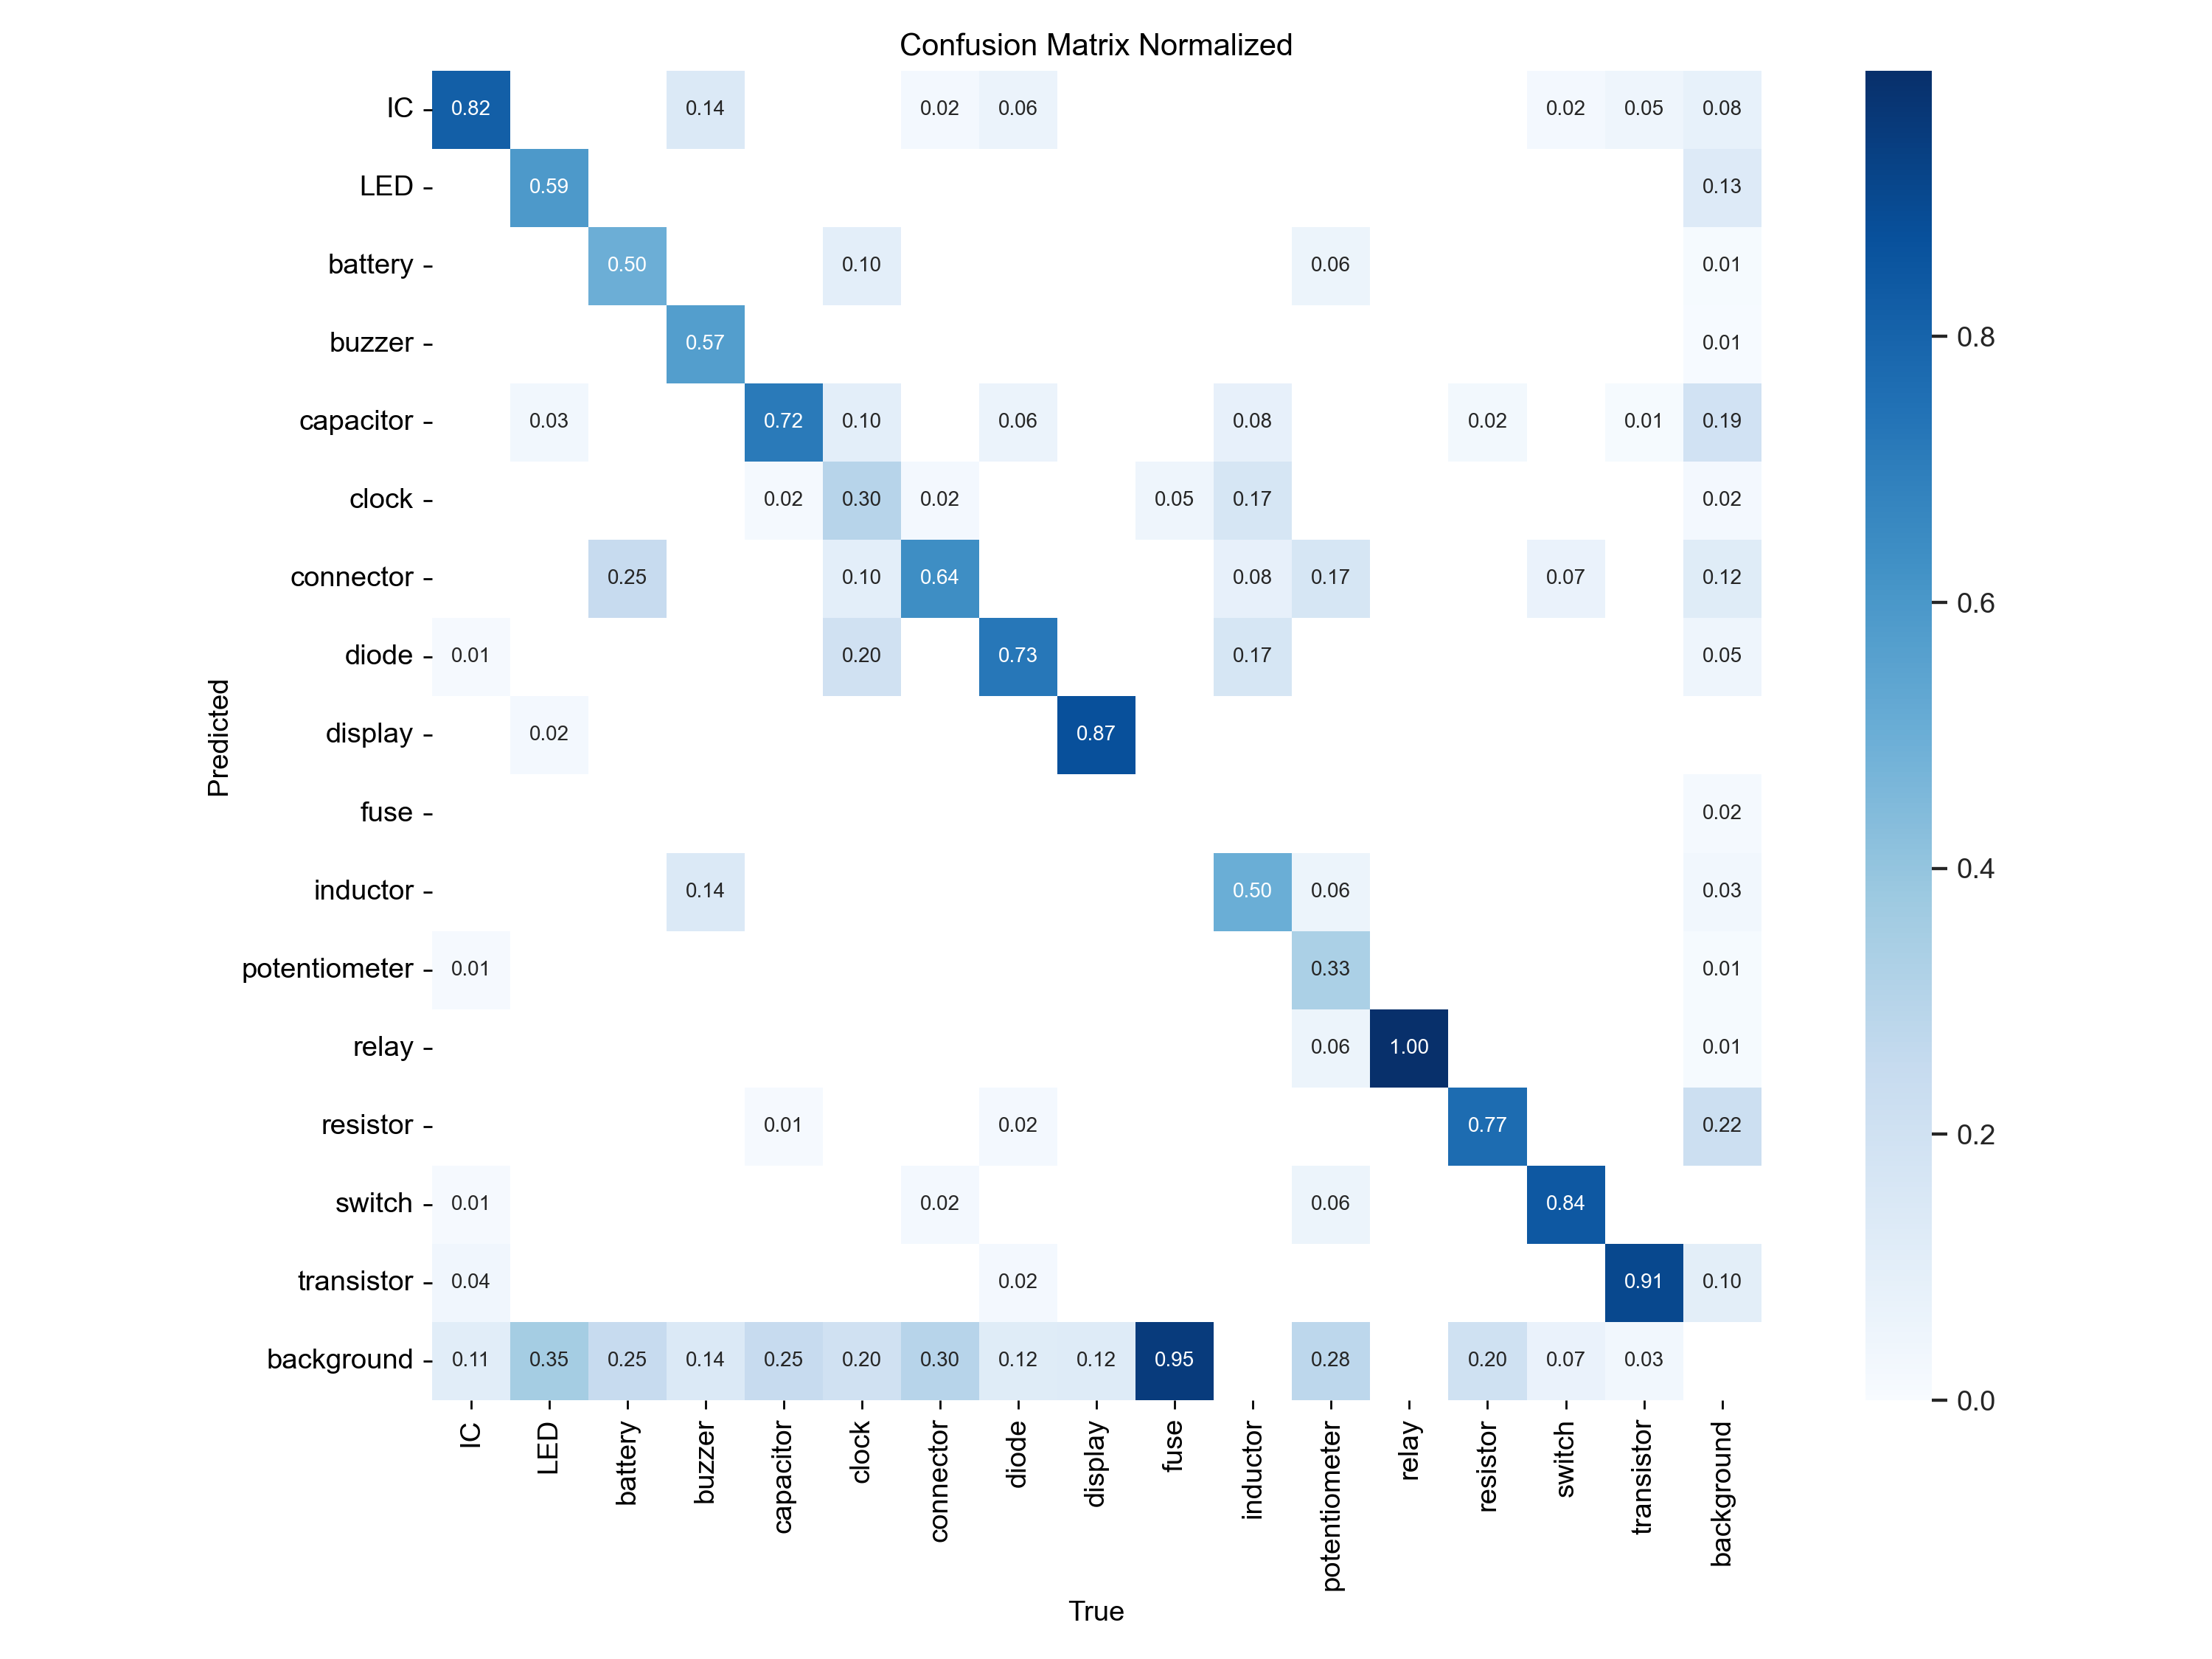 Confusion Matrix Normalized
IC 0.82 0.14 0.02 0.06 0.02 0.05 0.08
LED 0.59 0.13
battery 0.50 0.10 0.06 0.01
buzzer 0.57 0.01
capacitor 0.03 0.72 0.10 0.06 0.08 0.02 0.01 0.19
clock 0.02 0.30 0.02 0.05 0.17 0.02
connector 0.25 0.10 0.64 0.08 0.17 0.07 0.12
diode 0.01 0.20 0.73 0.17 0.05
display 0.02 0.87
fuse 0.02
inductor 0.14 0.50 0.06 0.03
potentiometer 0.01 0.33 0.01
relay 0.06 1.00 0.01
resistor 0.01 0.02 0.77 0.22
switch 0.01 0.02 0.06 0.84
transistor 0.04 0.02 0.91 0.10
background 0.11 0.35 0.25 0.14 0.25 0.20 0.30 0.12 0.12 0.95 0.28 0.20 0.07 0.03
Predicted
IC LED battery buzzer capacitor clock connector diode display fuse inductor potentiometer relay resistor switch transistor background
True
0.8
0.6
0.4
0.2
0.0